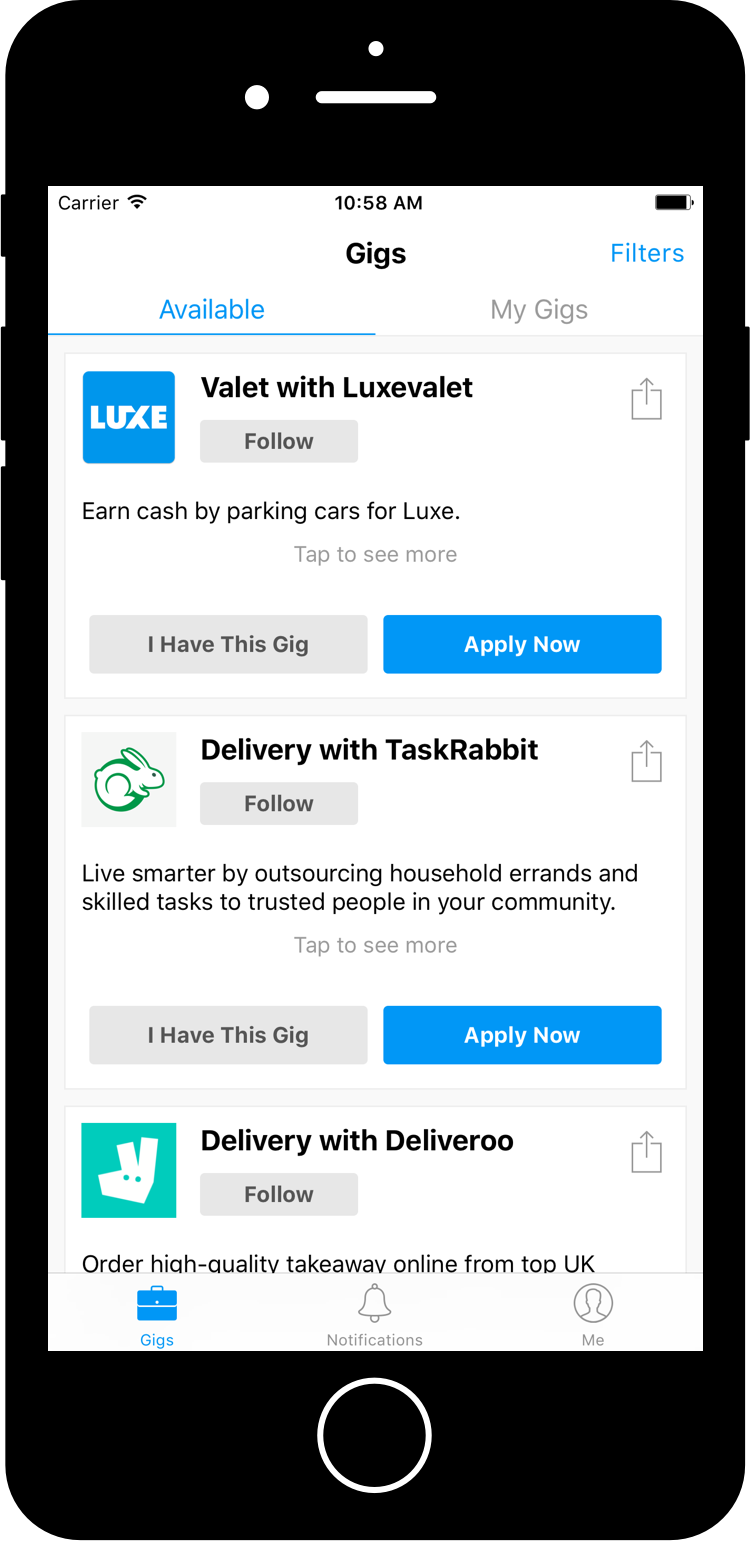 Carrier 10:58 AM
Gigs Filters
Available My Gigs
LUXE
Valet with Luxevalet
Follow
Earn cash by parking cars for Luxe.
Tap to see more
I Have This Gig Apply Now
Delivery with TaskRabbit
Follow
Live smarter by outsourcing household errands and
skilled tasks to trusted people in your community.
Tap to see more
I Have This Gig Apply Now
Delivery with Deliveroo
Follow
Order high-quality takeaway online from top UK
Gigs Notifications Me